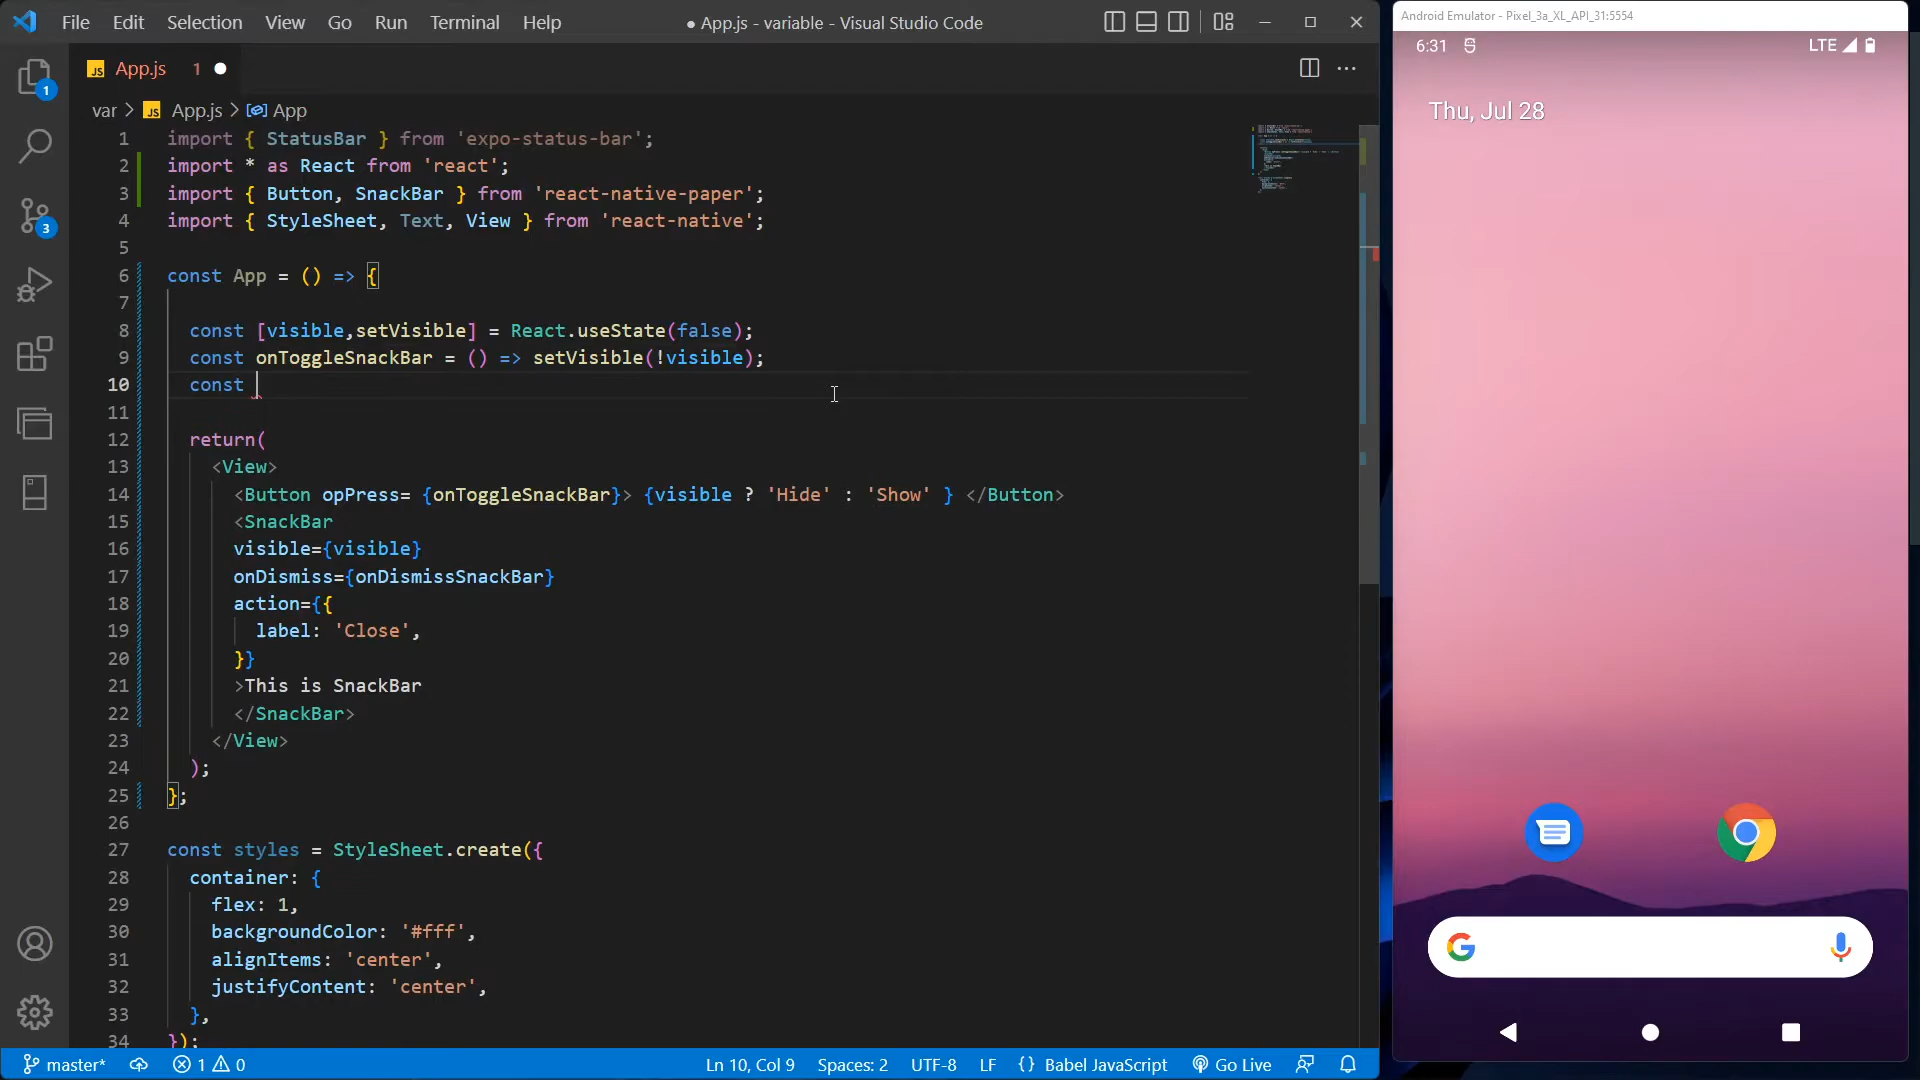 File Edit Selection View Go Run Terminal Help
● App.js - variable - Visual Studio Code
JS App.js 1
var > JS App.js > App
1 import { StatusBar } from 'expo-status-bar';
2 import * as React from 'react';
3 import { Button, SnackBar } from 'react-native-paper';
4 import { StyleSheet, Text, View } from 'react-native';
5
6 const App = () => {
7
8 const [visible,setVisible] = React.useState(false);
9 const onToggleSnackBar = () => setVisible(!visible);
10 const
11
12 return(
13 <View>
14 <Button opPress= {onToggleSnackBar}> {visible ? 'Hide' : 'Show' } </Button>
15 <SnackBar
16 visible={visible}
17 onDismiss={onDismissSnackBar}
18 action={{
19 label: 'Close',
20 }}
21 >This is SnackBar
22 </SnackBar>
23 </View>
24 );
25 };
26
27 const styles = StyleSheet.create({
28 container: {
29 flex: 1,
30 backgroundColor: '#fff',
31 alignItems: 'center',
32 justifyContent: 'center',
33 },
34 });
1
3
master* 1 0 Ln 10, Col 9 Spaces: 2 UTF-8 LF {} Babel JavaScript Go Live
Android Emulator - Pixel_3a_XL_API_31:5554
6:31 LTE
Thu, Jul 28